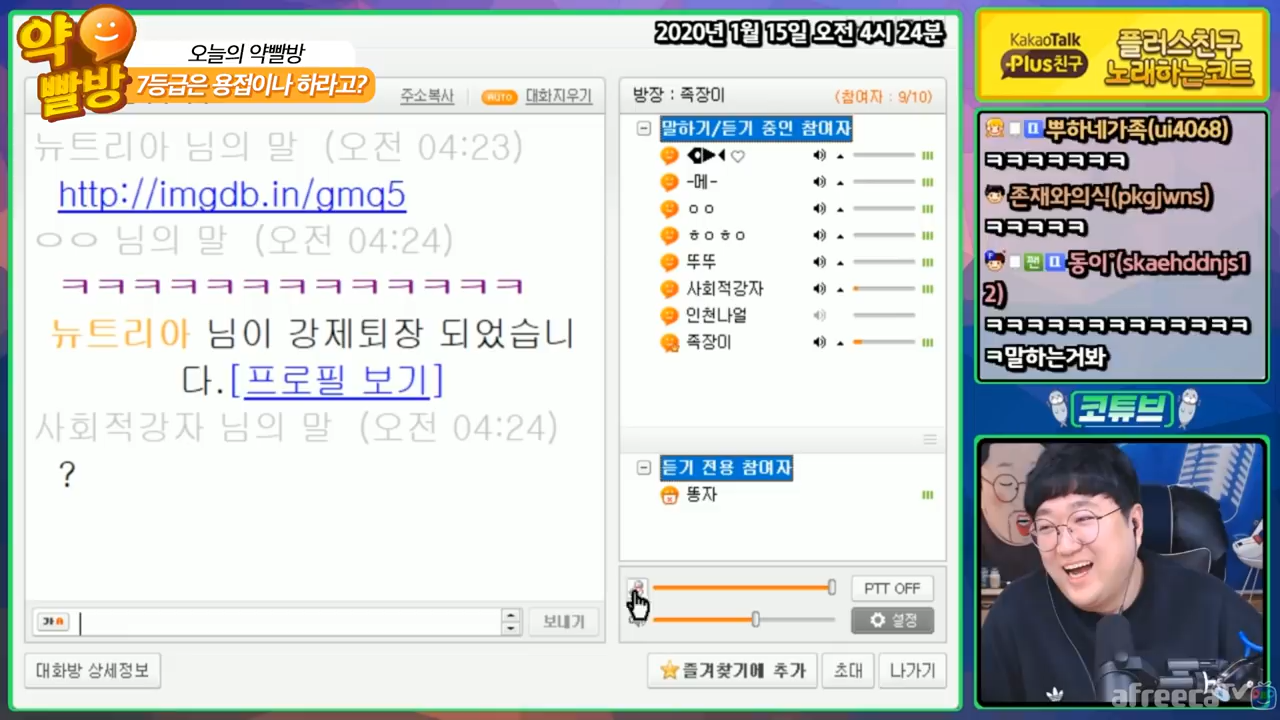 약빨방
오늘의 약빨방
7등급은 용접이나 하라고?
2020년 1월 15일 오전 4시 24분
주소복사
AUTO 대화지우기
뉴트리아 님의 말 (오전 04:23)
http://imgdb.in/gmq5
ㅇㅇ 님의 말 (오전 04:24)
ㅋㅋㅋㅋㅋㅋㅋㅋㅋㅋㅋㅋ
뉴트리아 님이 강제퇴장 되었습니
다.[프로필 보기]
사회적강자 님의 말 (오전 04:24)
?
가A
보내기
대화방 상세정보
방장 : 족장이 (참여자 : 9/10)
말하기/듣기 중인 참여자
-메-
ㅇㅇ
ㅎㅇㅎㅇ
뚜뚜
사회적강자
인천나얼
족장이
듣기 전용 참여자
똥자
PTT OFF
설정
즐겨찾기에 추가
초대
나가기
KakaoTalk
Plus친구
플러스친구
노래하는코트
뿌하네가족(ui4068)
ㅋㅋㅋㅋㅋㅋㅋ
존재와의식(pkgjwns)
ㅋㅋㅋㅋㅋ
팬 동이˚(skaehddnjs1
2)
ㅋㅋㅋㅋㅋㅋㅋㅋㅋㅋㅋㅋㅋ
ㅋ말하는거봐
코튜브
afreecaTV